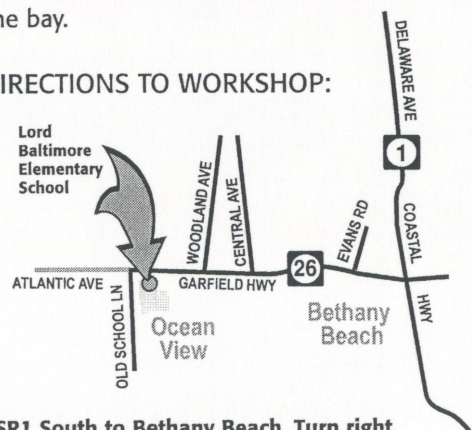 ne bay.
IRECTIONS TO WORKSHOP:
Lord
Baltimore
Elementary
School
DELAWARE AVE
1
COASTAL
HWY
WOODLAND AVE
CENTRAL AVE
EVANS RD
26
ATLANTIC AVE
GARFIELD HWY
OLD SCHOOL LN
Ocean
View
Bethany
Beach
SR1 South to Bethany Beach. Turn right